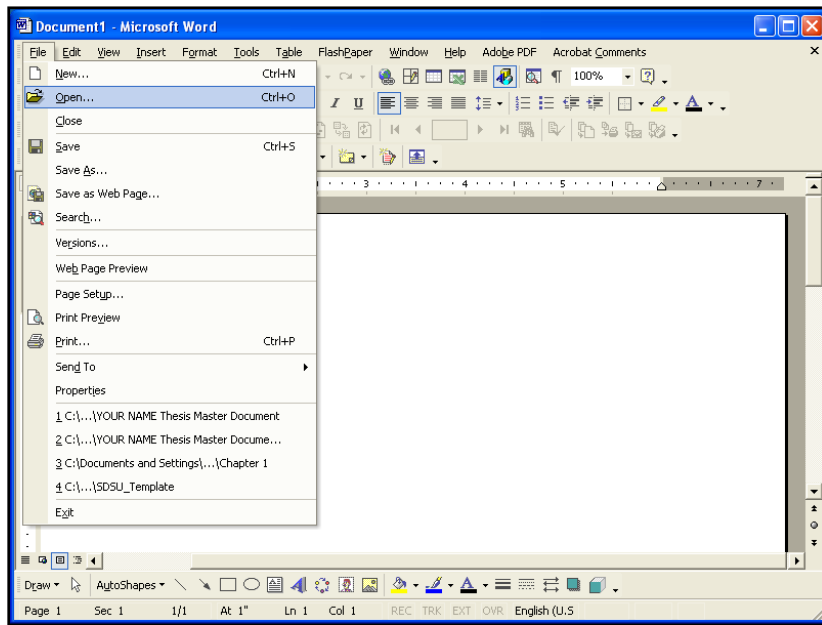 Document1 - Microsoft Word
File Edit View Insert Format Tools Table FlashPaper Window Help Adobe PDF Acrobat Comments
New... Ctrl+N
100%
Open... Ctrl+O
I U
Close
Save Ctrl+S
Save As...
Save as Web Page...
3 4 5 7
Search...
Versions...
Web Page Preview
Page Setup...
Print Preview
Print... Ctrl+P
Send To
Properties
1 C:\...\YOUR NAME Thesis Master Document
2 C:\...\YOUR NAME Thesis Master Docume...
3 C:\Documents and Settings\...\Chapter 1
4 C:\...\SDSU_Template
Exit
Draw AutoShapes
Page 1 Sec 1 1/1 At 1" Ln 1 Col 1 REC TRK EXT OVR English (U.S